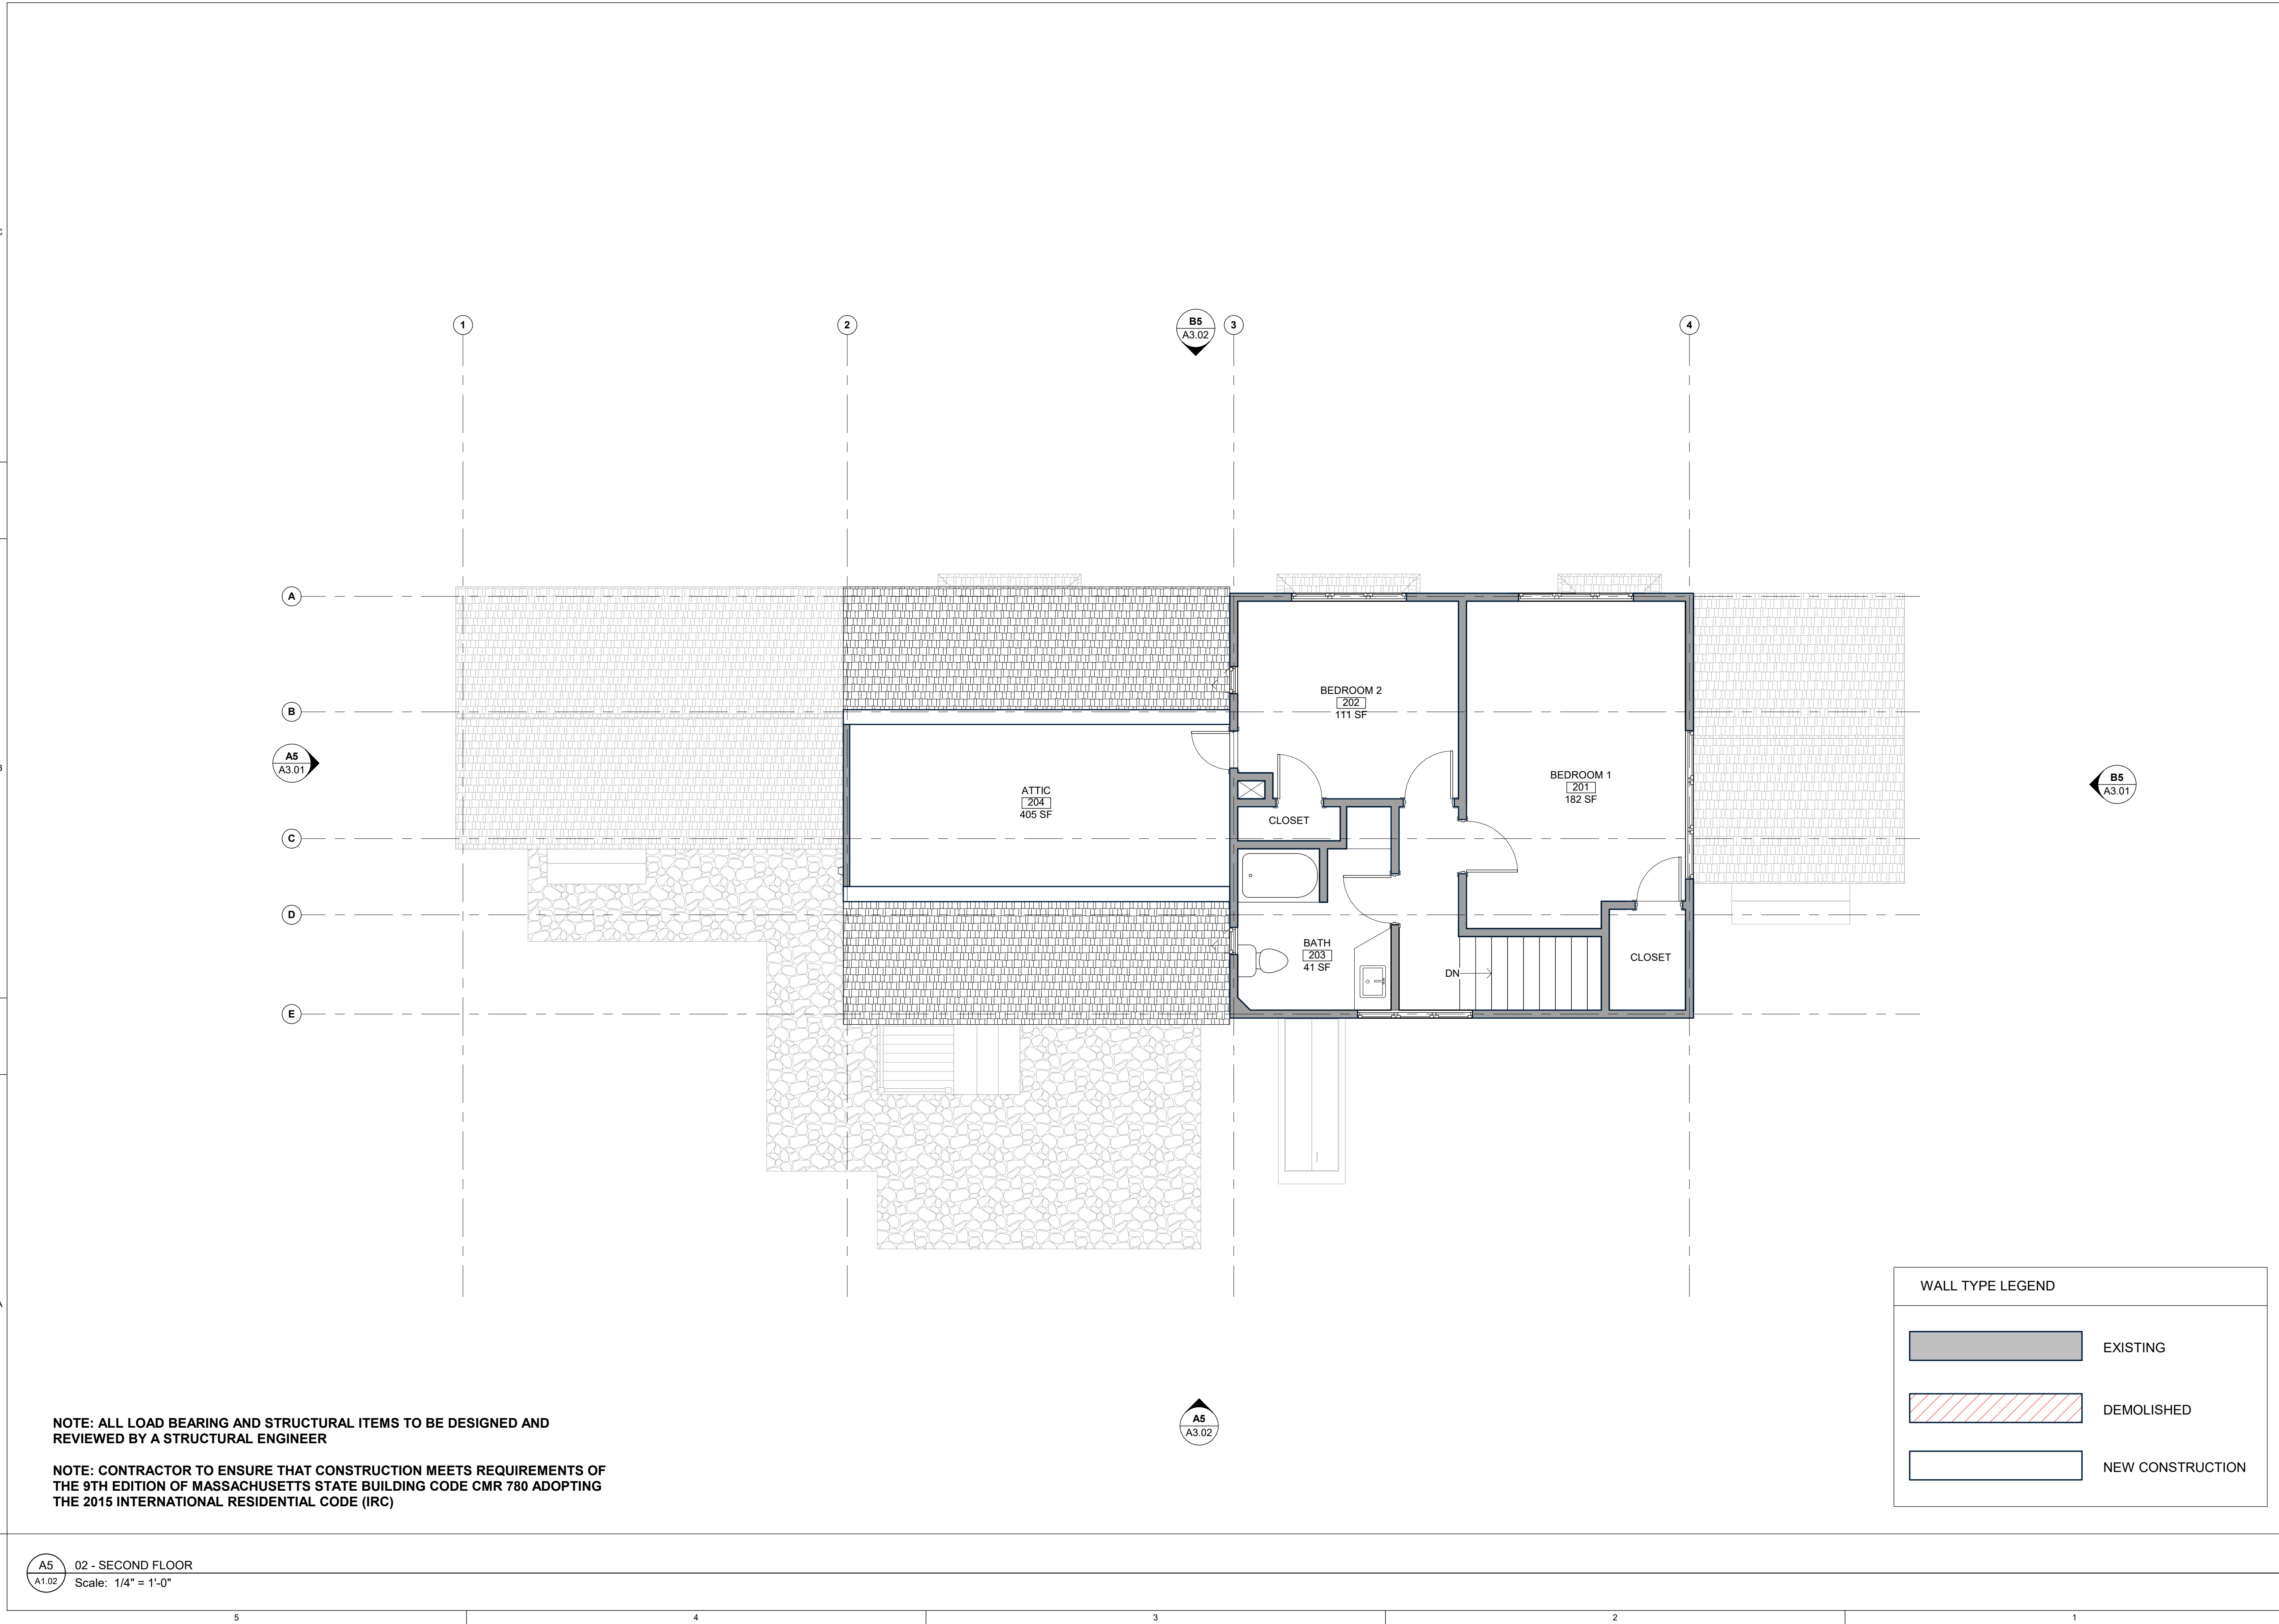 C
B
A
1
2
B5
A3.02
3
4
A
B
C
D
E
A5
A3.01
B5
A3.01
BEDROOM 2
202
111 SF
BEDROOM 1
201
182 SF
ATTIC
204
405 SF
CLOSET
BATH
203
41 SF
DN
CLOSET
A5
A3.02
WALL TYPE LEGEND
EXISTING
DEMOLISHED
NEW CONSTRUCTION
NOTE: ALL LOAD BEARING AND STRUCTURAL ITEMS TO BE DESIGNED AND
REVIEWED BY A STRUCTURAL ENGINEER
NOTE: CONTRACTOR TO ENSURE THAT CONSTRUCTION MEETS REQUIREMENTS OF
THE 9TH EDITION OF MASSACHUSETTS STATE BUILDING CODE CMR 780 ADOPTING
THE 2015 INTERNATIONAL RESIDENTIAL CODE (IRC)
A5
A1.02
02 - SECOND FLOOR
Scale: 1/4" = 1'-0"
5
4
3
2
1